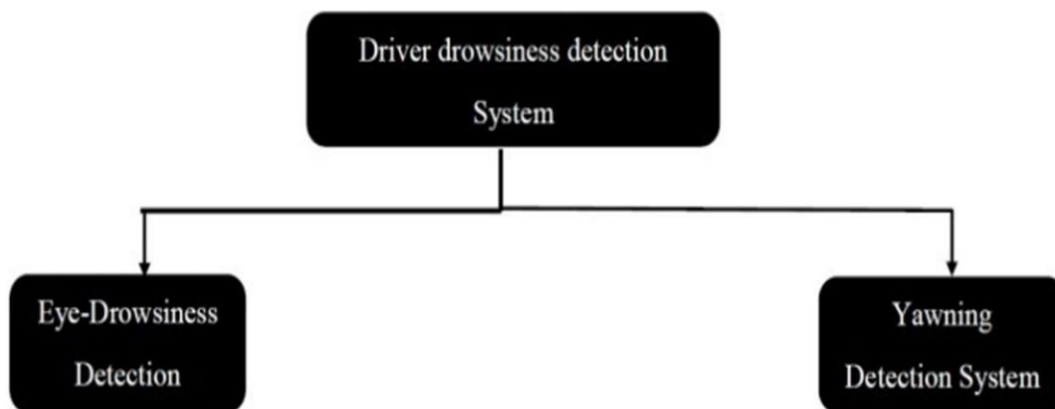 Driver drowsiness detection
System
Eye-Drowsiness
Detection
Yawning
Detection System